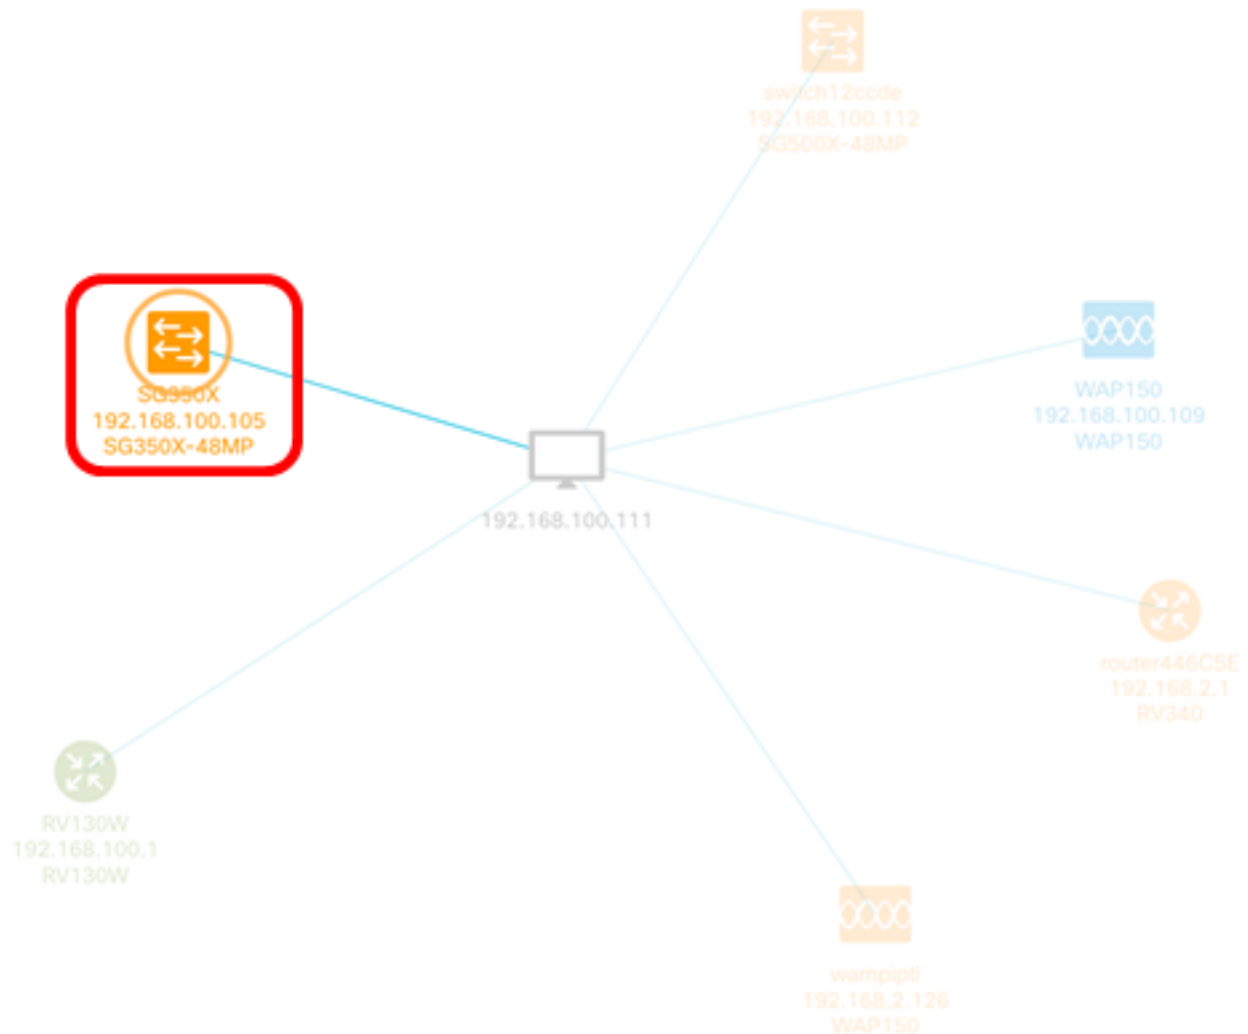 switch12ccde
192.168.100.112
SG500X-48MP
SG350X
192.168.100.105
SG350X-48MP
WAP150
192.168.100.109
WAP150
192.168.100.111
router446C5E
192.168.2.1
RV340
RV130W
192.168.100.1
RV130W
wampipti
192.168.2.126
WAP150